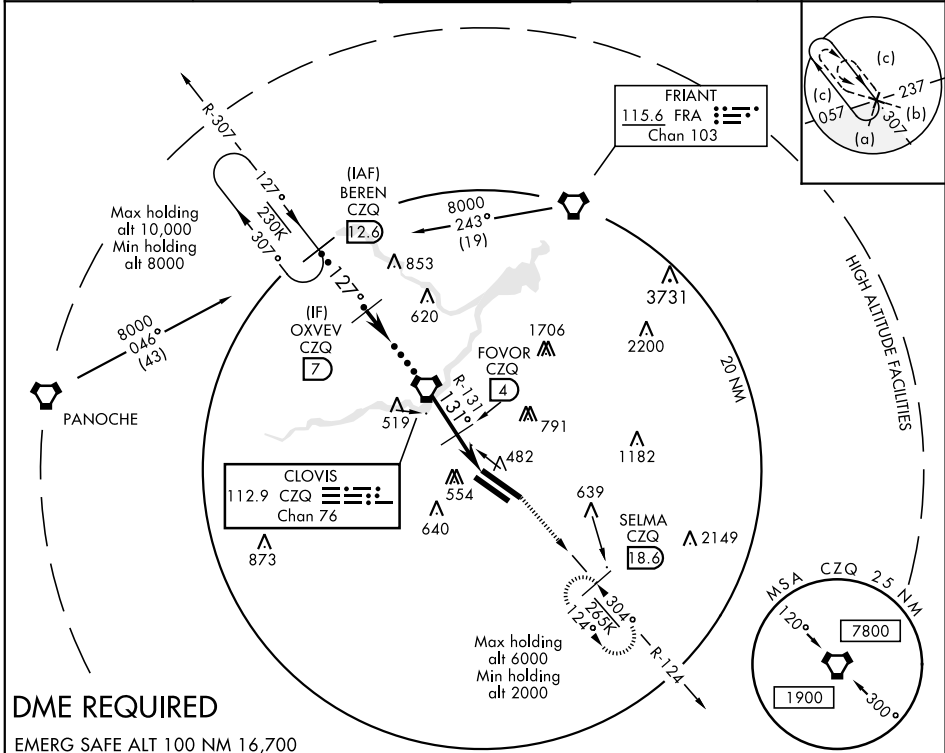 R-307
127°
230K
307°
Max holding
alt 10,000
Min holding
alt 8000
(IAF)
BEREN
CZQ
12.6
8000
243°
(19)
FRIANT
115.6 FRA
Chan 103
(c)
(c)
057
237
(b)
307
(a)
853
620
127°
(IF)
OXVEV
CZQ
7
8000
046°
(43)
PANOCHE
3731
2200
1706
FOVOR
CZQ
4
R-131
131°
HIGH ALTITUDE FACILITIES
20 NM
519
791
482
1182
CLOVIS
112.9 CZQ
Chan 76
554
640
873
639
SELMA
CZQ
18.6
2149
304°
265K
124°
R-124
Max holding
alt 6000
Min holding
alt 2000
MSA CZQ 25 NM
120°
7800
1900
300°
DME REQUIRED
EMERG SAFE ALT 100 NM 16,700